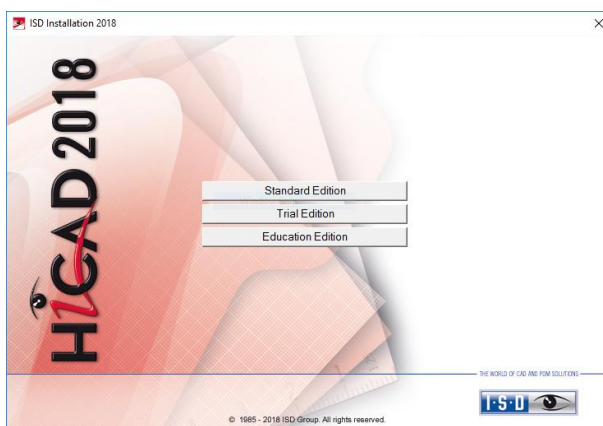 ISD Installation 2018
HiCAD 2018
Standard Edition
Trial Edition
Education Edition
THE WORLD OF CAD AND PDM SOLUTIONS
I·S·D
© 1985 - 2018 ISD Group. All rights reserved.